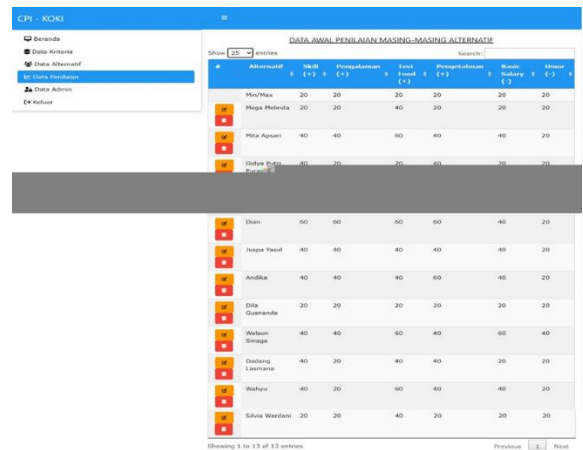 CPI - KOKI
Beranda
Data Kriteria
Data Alternatif
Data Penilaian
Data Admin
Keluar
DATA AWAL PENILAIAN MASING-MASING ALTERNATIF
Show 25 entries Search:
# Alternatif Skill (+) Pengalaman (+) Test Food (+) Pengetahuan (+) Basic Salary (-) Umur (-)
Min/Max 20 20 20 20 20 20
Mega Melinda 20 20 40 20 20 20
Mita Apsari 40 40 60 40 40 20
Gidya Putri 40 20 20 40 20 20
Dian 60 60 60 60 40 20
Juspa Yasol 40 40 40 40 40 20
Andika 40 40 40 60 40 20
Dila 20 20 20 20 20 20
Gusnanda
Watson 40 40 60 40 60 40
Sinaga
Dadang 40 20 40 40 20 20
Lesmana
Wahyu 40 20 60 40 40 20
Silvia Wardani 20 20 40 20 20 20
Showing 1 to 13 of 13 entries Previous 1 Next